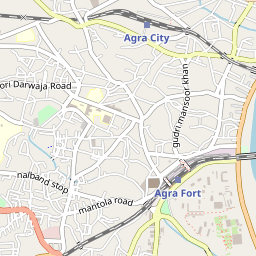 Agra City
ori Darwaja Road
gudri.mansoor khan
nalband stop
mantola road
Agra Fort